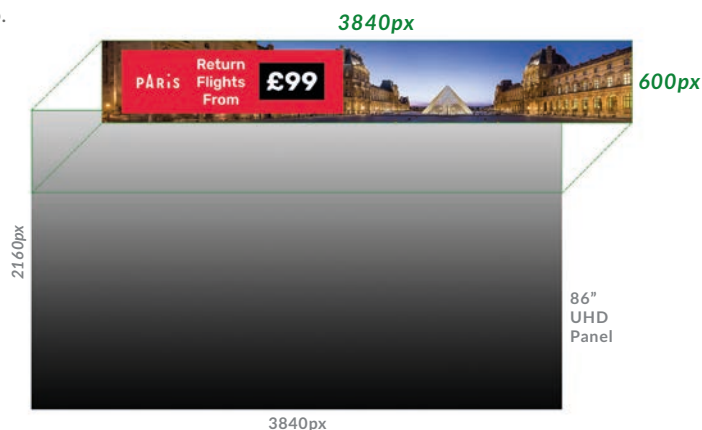 3840px
PARiS
Return
Flights
From
£99
600px
2160px
86”
UHD
Panel
3840px